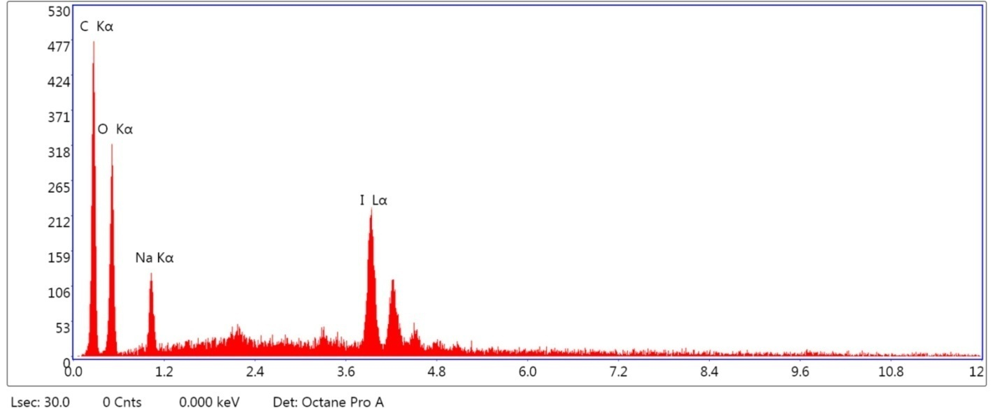 530
C Kα
477
424
371
O Kα
318
265
I Lα
212
159
Na Kα
106
53
0
0.0 1.2 2.4 3.6 4.8 6.0 7.2 8.4 9.6 10.8 12
Lsec: 30.0 0 Cnts 0.000 keV Det: Octane Pro A